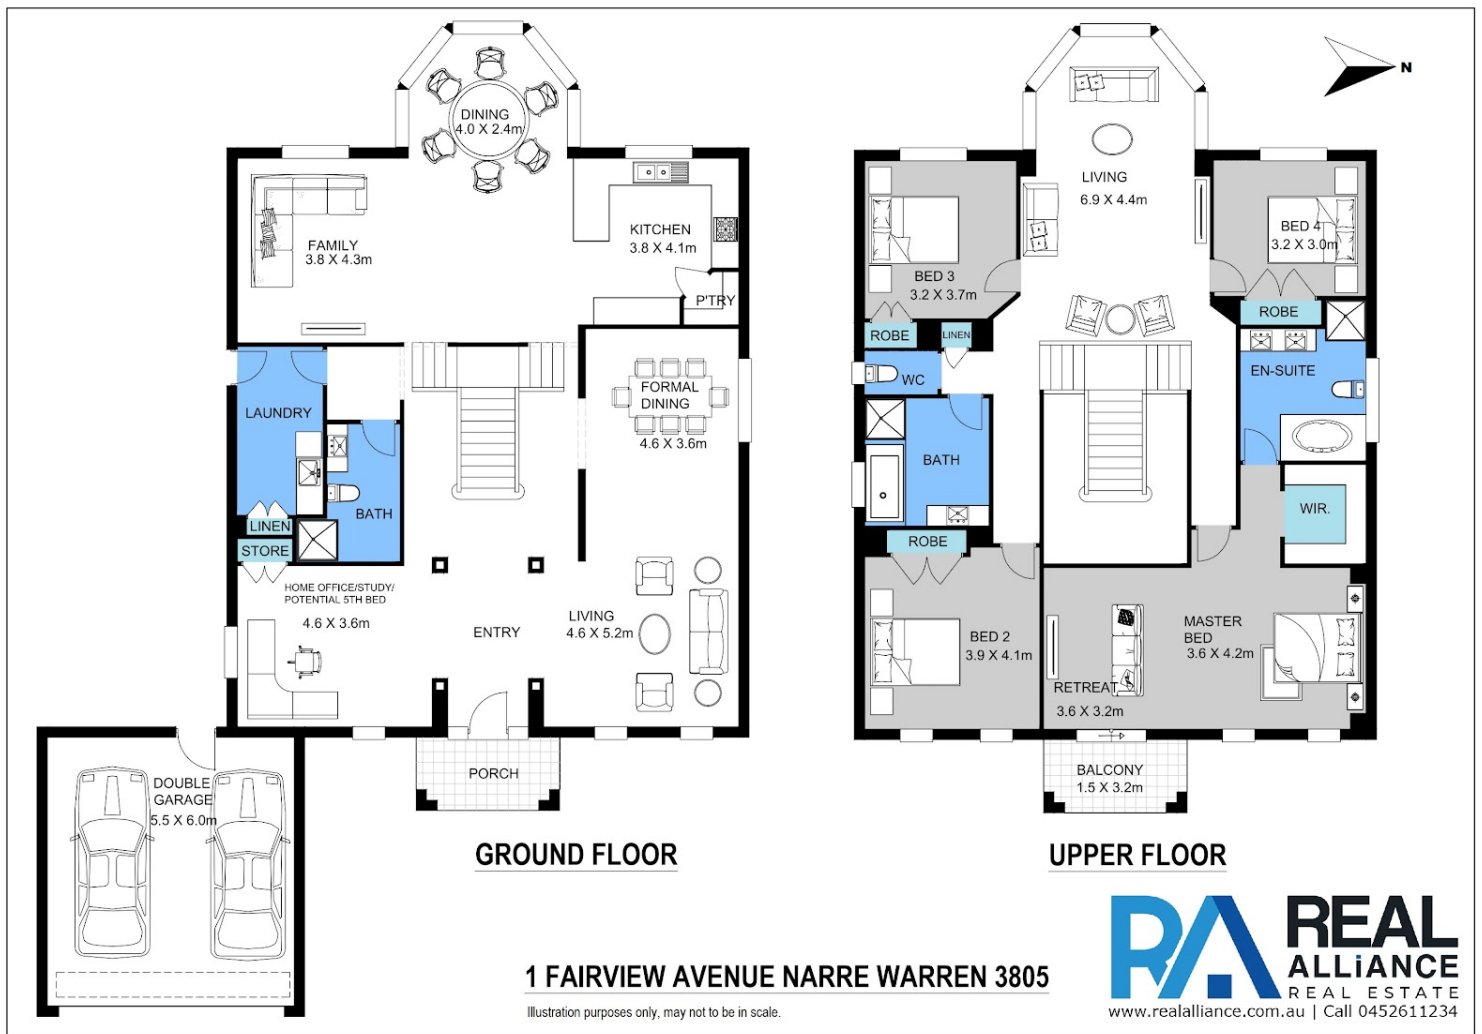 DINING
4.0 X 2.4m
FAMILY
3.8 X 4.3m
KITCHEN
3.8 X 4.1m
P'TRY
LAUNDRY
FORMAL
DINING
4.6 X 3.6m
BATH
LINEN
STORE
HOME OFFICE/STUDY/
POTENTIAL 5TH BED
4.6 X 3.6m
ENTRY
LIVING
4.6 X 5.2m
PORCH
DOUBLE
GARAGE
5.5 X 6.0m
GROUND FLOOR
N
LIVING
6.9 X 4.4m
BED 3
3.2 X 3.7m
BED 4
3.2 X 3.0m
ROBE
LINEN
ROBE
WC
EN-SUITE
BATH
WIR.
ROBE
BED 2
3.9 X 4.1m
MASTER
BED
3.6 X 4.2m
RETREAT
3.6 X 3.2m
BALCONY
1.5 X 3.2m
UPPER FLOOR
1 FAIRVIEW AVENUE NARRE WARREN 3805
Illustration purposes only, may not to be in scale.
RA
REAL
ALLiANCE
REAL ESTATE
www.realalliance.com.au | Call 0452611234